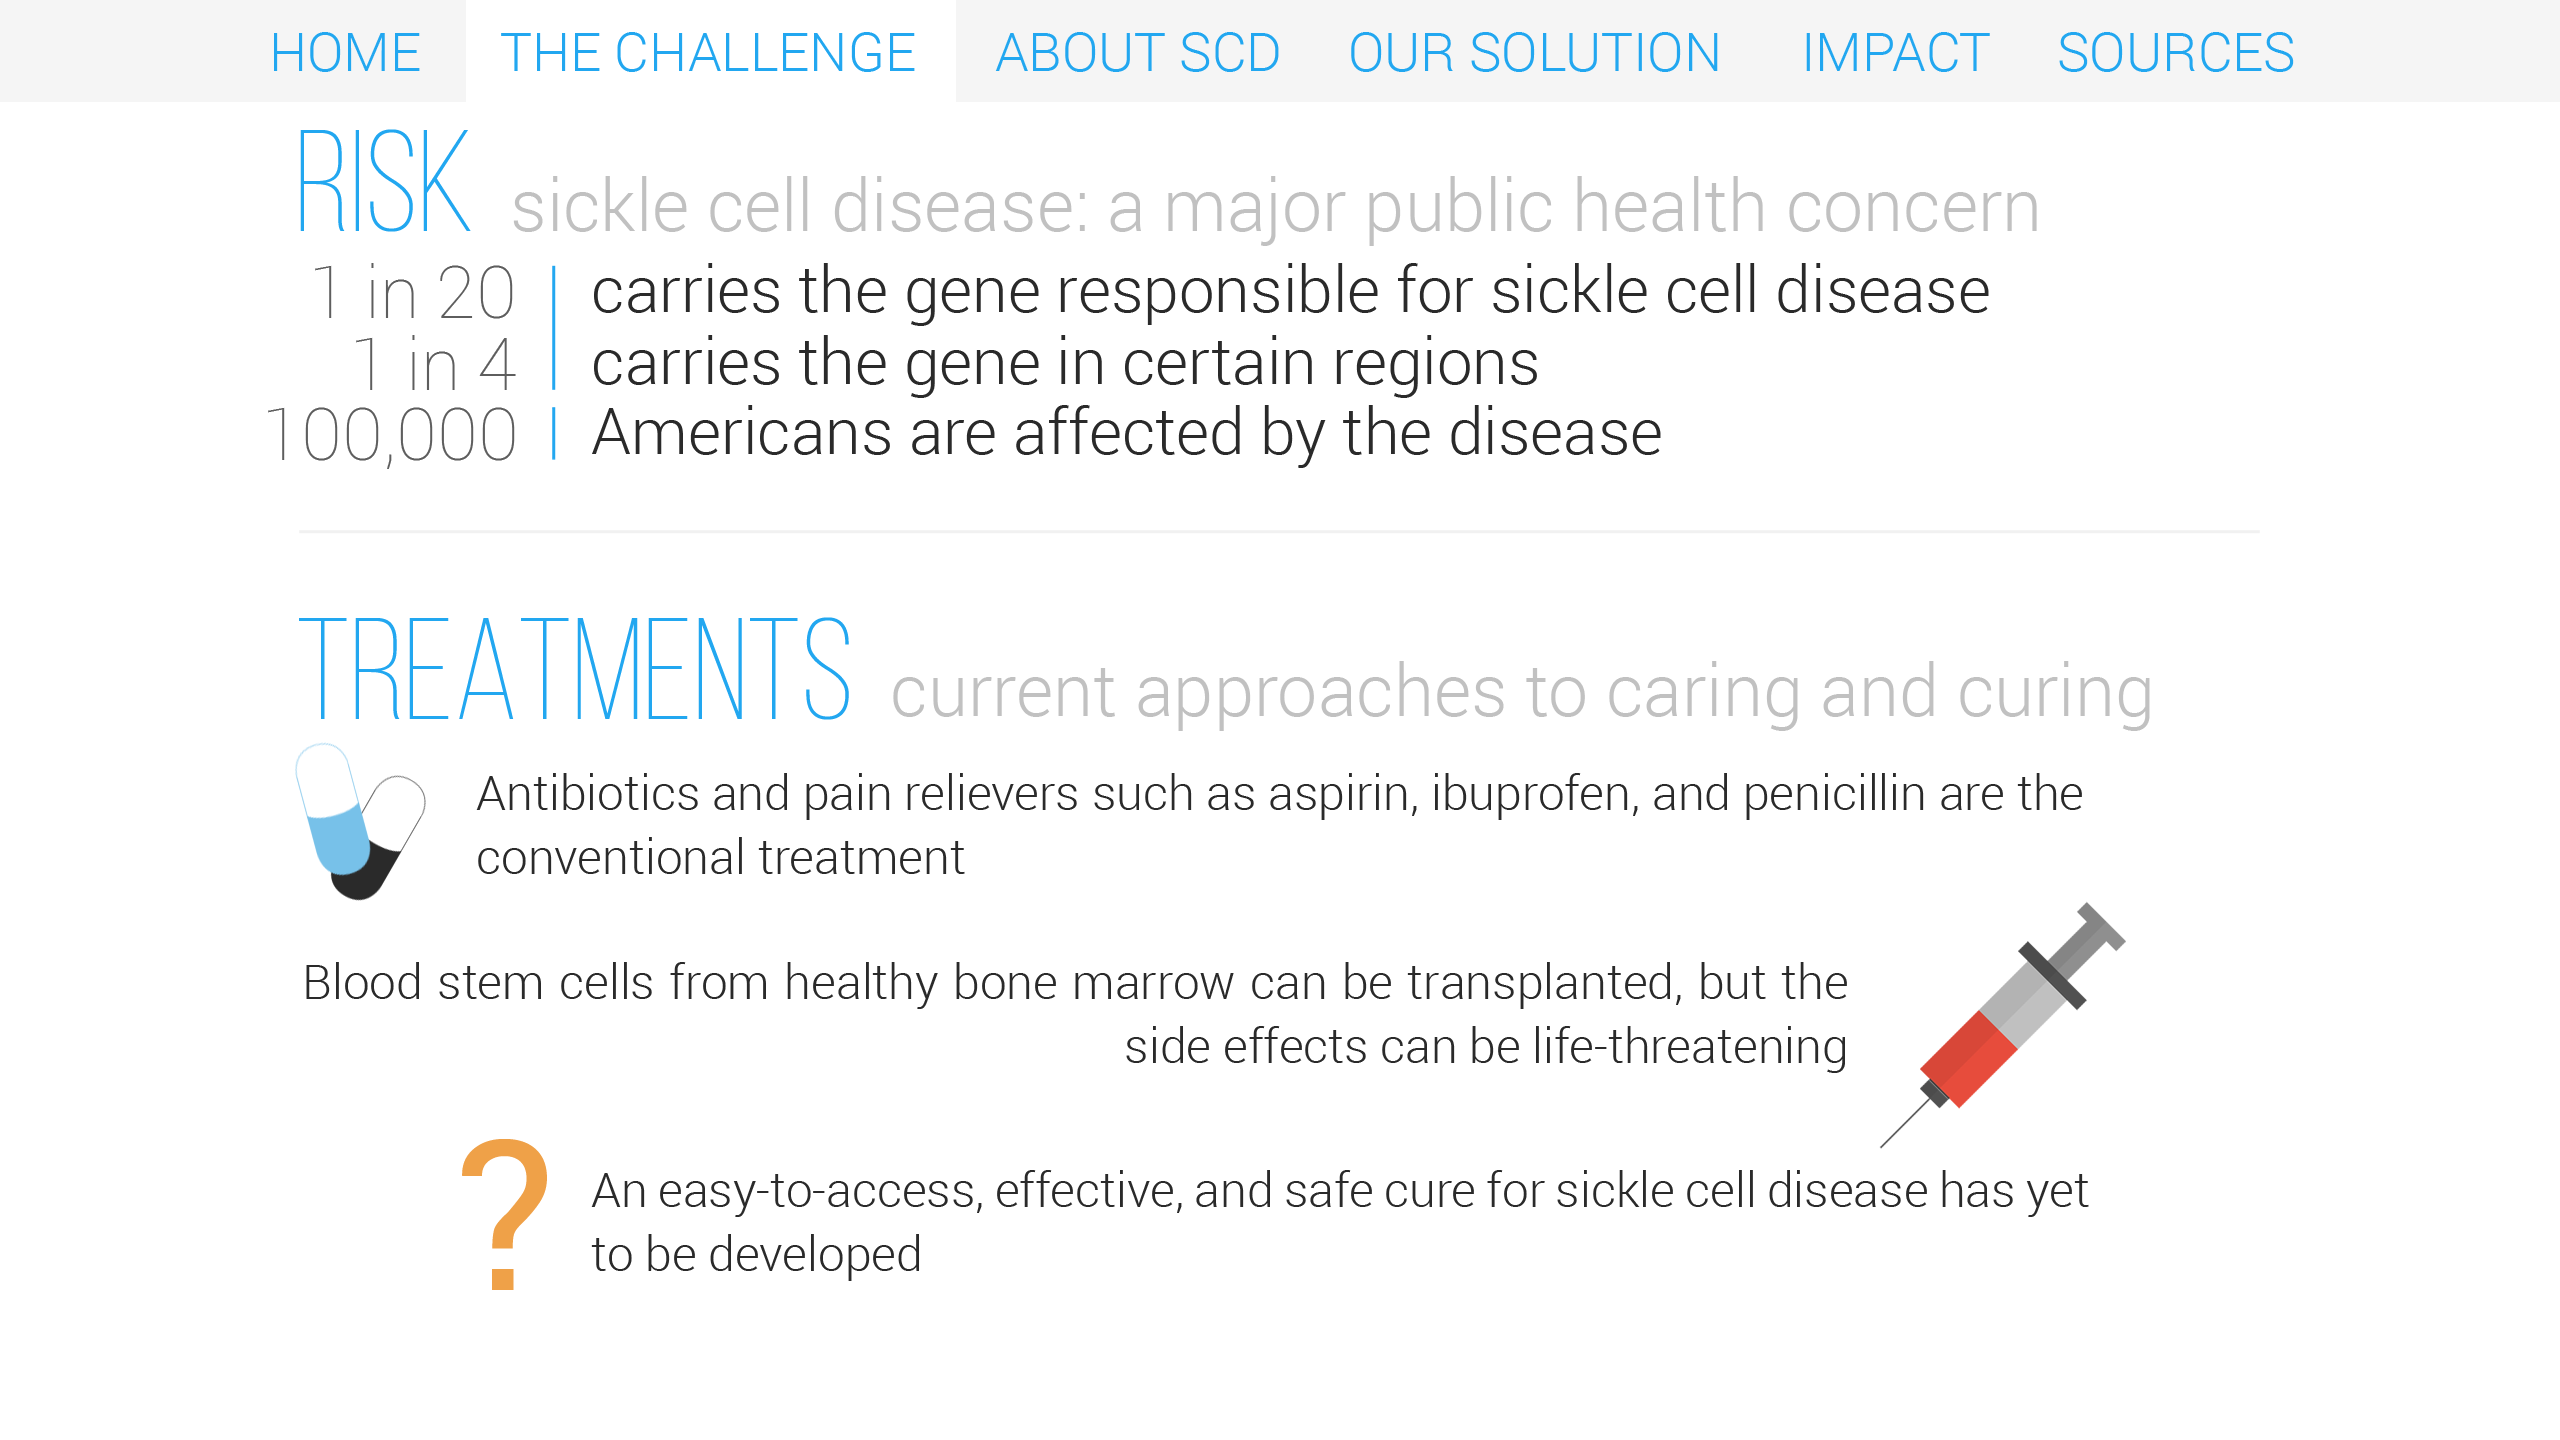 HOME THE CHALLENGE ABOUT SCD OUR SOLUTION IMPACT SOURCES
RISK sickle cell disease: a major public health concern
1 in 20 carries the gene responsible for sickle cell disease
1 in 4 carries the gene in certain regions
100,000 Americans are affected by the disease
TREATMENTS current approaches to caring and curing
Antibiotics and pain relievers such as aspirin, ibuprofen, and penicillin are the
conventional treatment
Blood stem cells from healthy bone marrow can be transplanted, but the
side effects can be life-threatening
?
An easy-to-access, effective, and safe cure for sickle cell disease has yet
to be developed